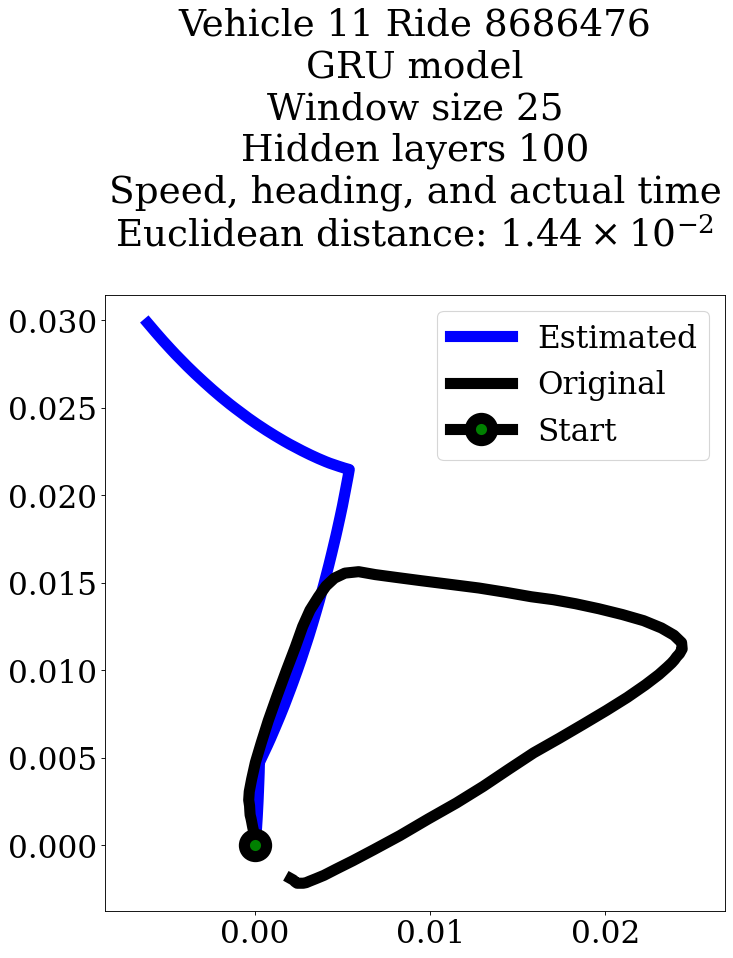 Vehicle 11 Ride 8686476
GRU model
Window size 25
Hidden layers 100
Speed, heading, and actual time
Euclidean distance: 1.44 × 10⁻²
Estimated
Original
Start
0.030
0.025
0.020
0.015
0.010
0.005
0.000
0.00 0.01 0.02